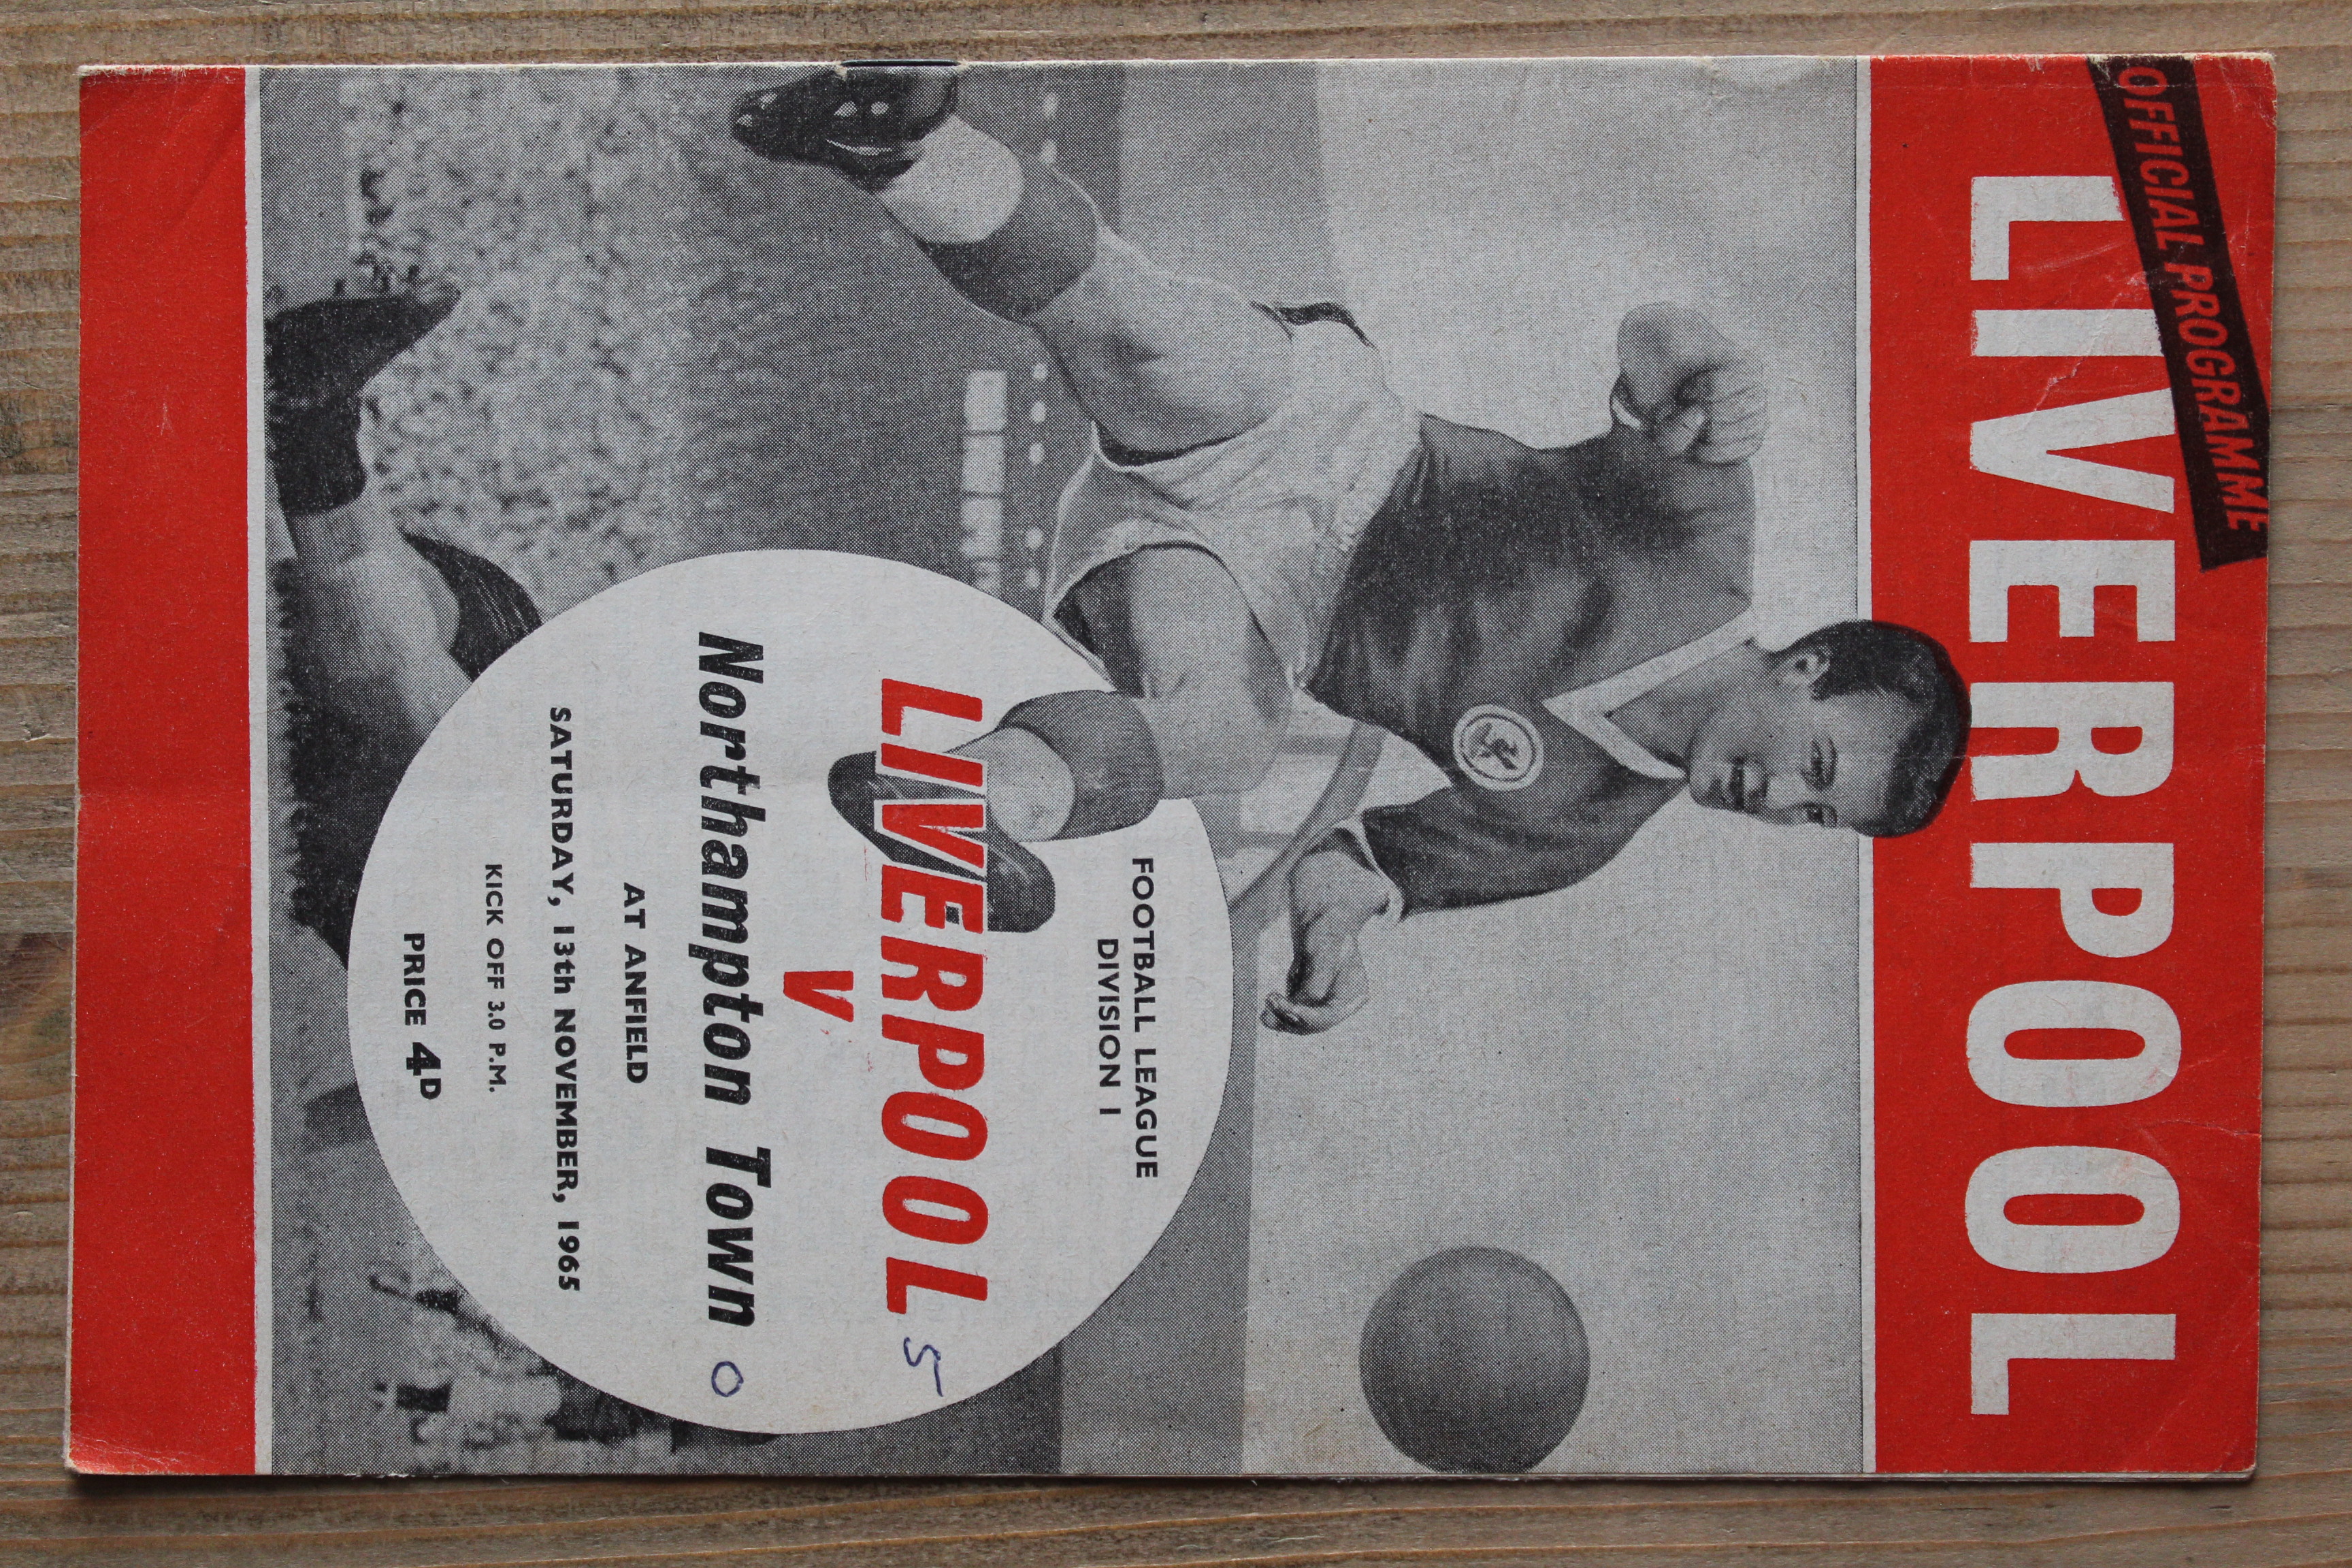 OFFICIAL PROGRAMME
LIVERPOOL
FOOTBALL LEAGUE
DIVISION 1
LIVERPOOL 5
V
Northampton Town 0
AT ANFIELD
SATURDAY, 13th NOVEMBER, 1965
KICK OFF 3.0 P.M.
PRICE 4D